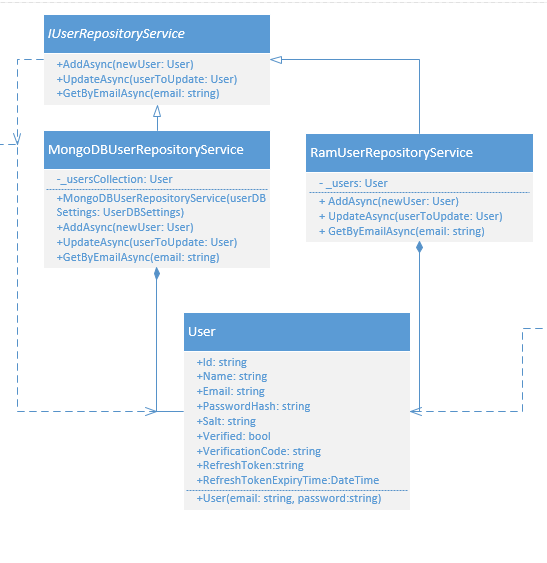 IUserRepositoryService
+AddAsync(newUser: User)
+UpdateAsync(userToUpdate: User)
+GetByEmailAsync(email: string)
MongoDBUserRepositoryService
-_usersCollection: User
+MongoDBUserRepositoryService(userDB
Settings: UserDBSettings)
+AddAsync(newUser: User)
+UpdateAsync(userToUpdate: User)
+GetByEmailAsync(email: string)
RamUserRepositoryService
- _users: User
+ AddAsync(newUser: User)
+ UpdateAsync(userToUpdate: User)
+ GetByEmailAsync(email: string)
User
+Id: string
+Name: string
+Email: string
+PasswordHash: string
+Salt: string
+Verified: bool
+VerificationCode: string
+RefreshToken:string
+RefreshTokenExpiryTime:DateTime
+User(email: string, password:string)